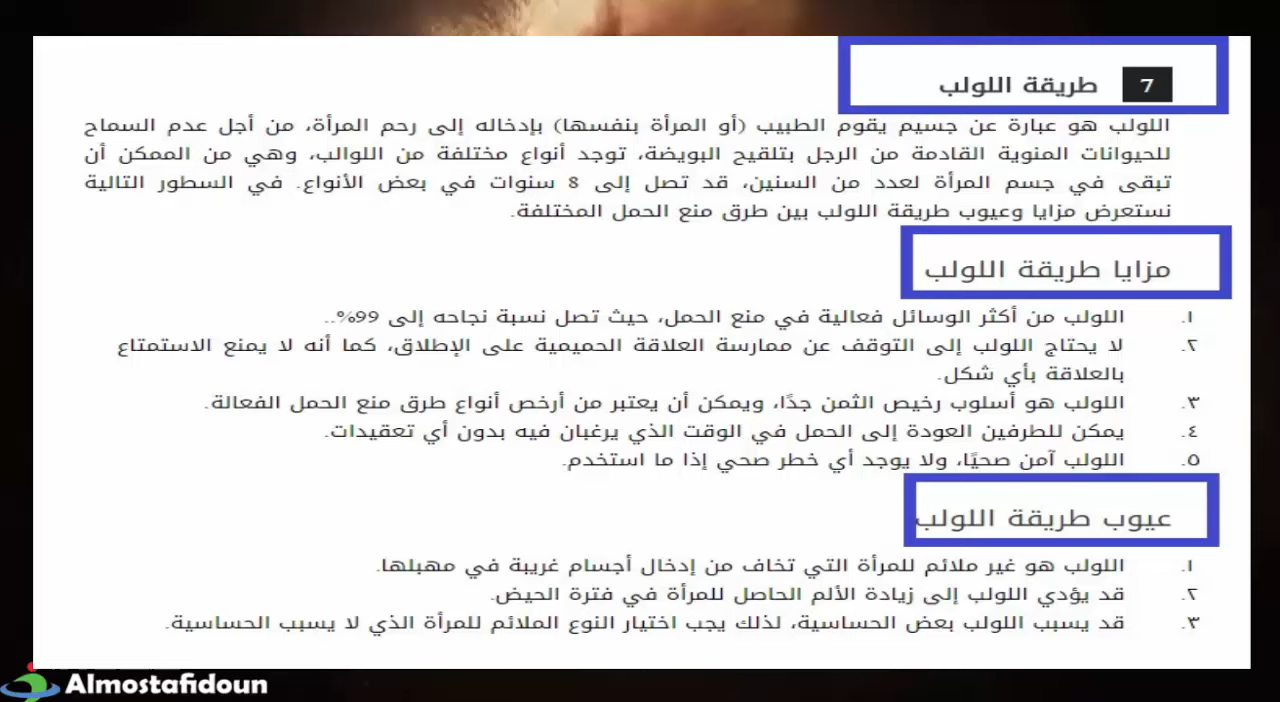 7 طريقة اللولب
اللولب هو عبارة عن جسيم يقوم الطبيب (أو المرأة بنفسها) بإدخاله إلى رحم المرأة، من أجل عدم السماح
للحيوانات المنوية القادمة من الرجل بتلقيح البويضة، توجد أنواع مختلفة من اللوالب، وهي من الممكن أن
تبقى في جسم المرأة لعدد من السنين، قد تصل إلى 8 سنوات في بعض الأنواع. في السطور التالية
نستعرض مزايا وعيوب طريقة اللولب بين طرق منع الحمل المختلفة.
مزايا طريقة اللولب
١. اللولب من أكثر الوسائل فعالية في منع الحمل، حيث تصل نسبة نجاحه إلى 99%..
٢. لا يحتاج اللولب إلى التوقف عن ممارسة العلاقة الحميمية على الإطلاق، كما أنه لا يمنع الاستمتاع
بالعلاقة بأي شكل.
٣. اللولب هو أسلوب رخيص الثمن جدًا، ويمكن أن يعتبر من أرخص أنواع طرق منع الحمل الفعالة.
٤. يمكن للطرفين العودة إلى الحمل في الوقت الذي يرغبان فيه بدون أي تعقيدات.
٥. اللولب آمن صحيًا، ولا يوجد أي خطر صحي إذا ما استخدم.
عيوب طريقة اللولب
١. اللولب هو غير ملائم للمرأة التي تخاف من إدخال أجسام غريبة في مهبلها.
٢. قد يؤدي اللولب إلى زيادة الألم الحاصل للمرأة في فترة الحيض.
٣. قد يسبب اللولب بعض الحساسية، لذلك يجب اختيار النوع الملائم للمرأة الذي لا يسبب الحساسية.
Almostafidoun